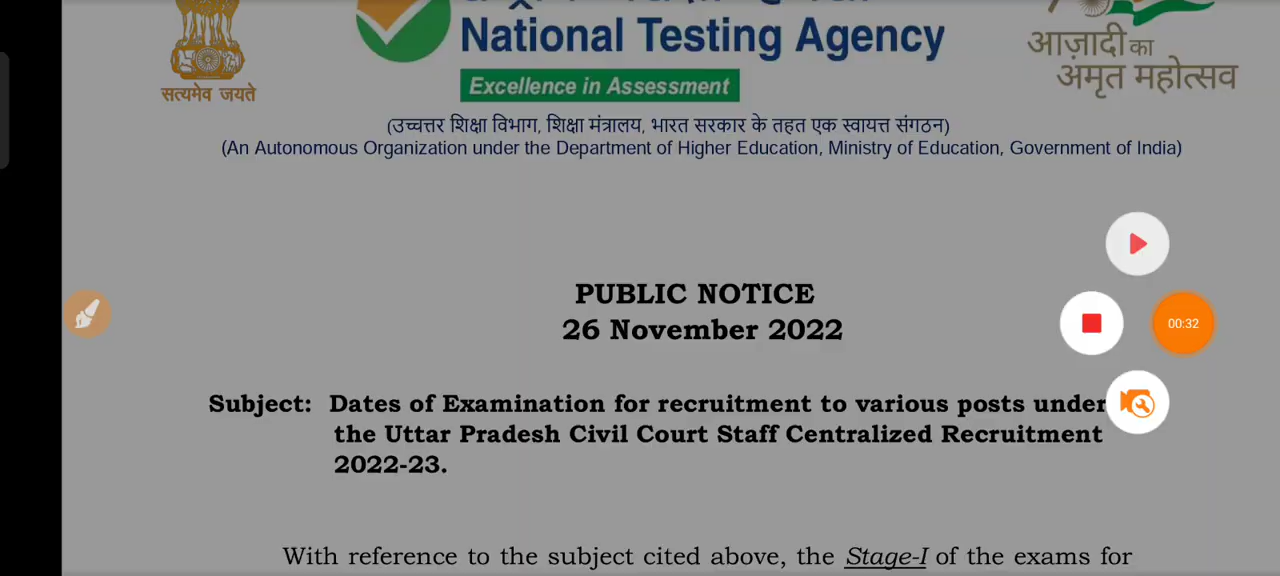 National Testing Agency
Excellence in Assessment
सत्यमेव जयते
आज़ादी का
अमृत महोत्सव
(उच्चत्तर शिक्षा विभाग, शिक्षा मंत्रालय, भारत सरकार के तहत एक स्वायत्त संगठन)
(An Autonomous Organization under the Department of Higher Education, Ministry of Education, Government of India)
PUBLIC NOTICE
26 November 2022
00:32
Subject: Dates of Examination for recruitment to various posts under
the Uttar Pradesh Civil Court Staff Centralized Recruitment
2022-23.
With reference to the subject cited above, the Stage-I of the exams for